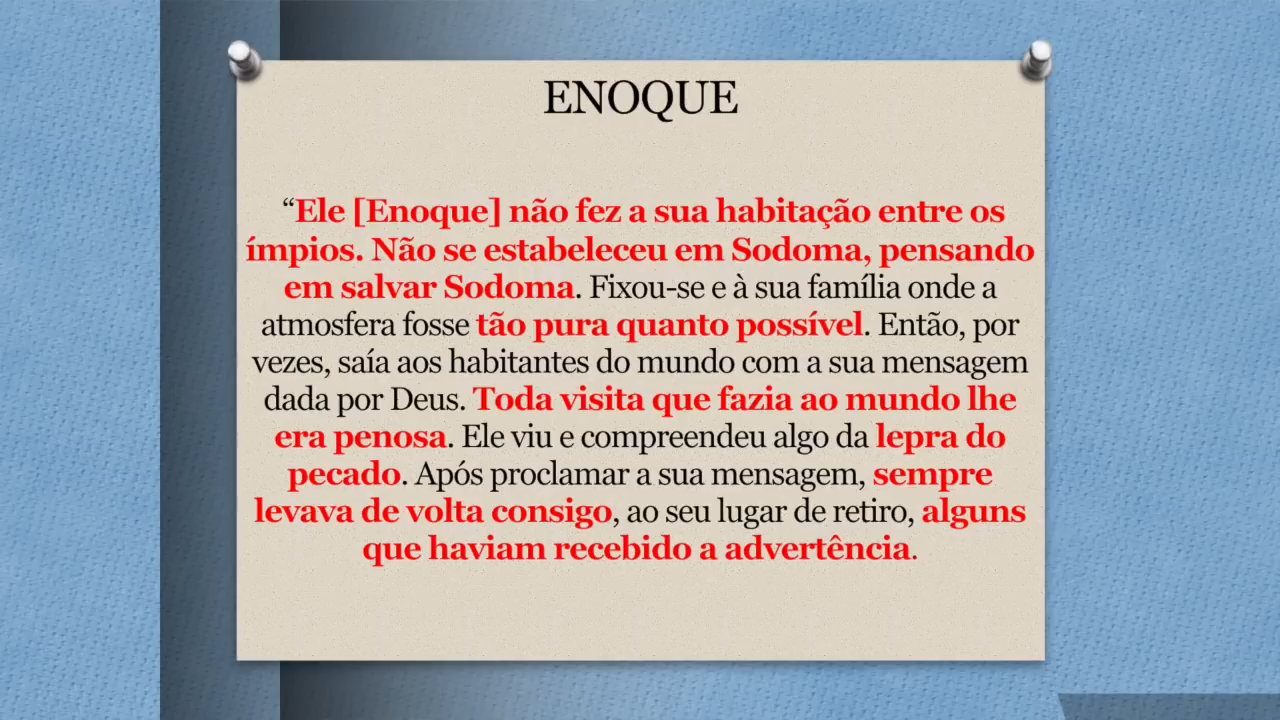 ENOQUE
“Ele [Enoque] não fez a sua habitação entre os
ímpios. Não se estabeleceu em Sodoma, pensando
em salvar Sodoma. Fixou-se e à sua família onde a
atmosfera fosse tão pura quanto possível. Então, por
vezes, saía aos habitantes do mundo com a sua mensagem
dada por Deus. Toda visita que fazia ao mundo lhe
era penosa. Ele viu e compreendeu algo da lepra do
pecado. Após proclamar a sua mensagem, sempre
levava de volta consigo, ao seu lugar de retiro, alguns
que haviam recebido a advertência.